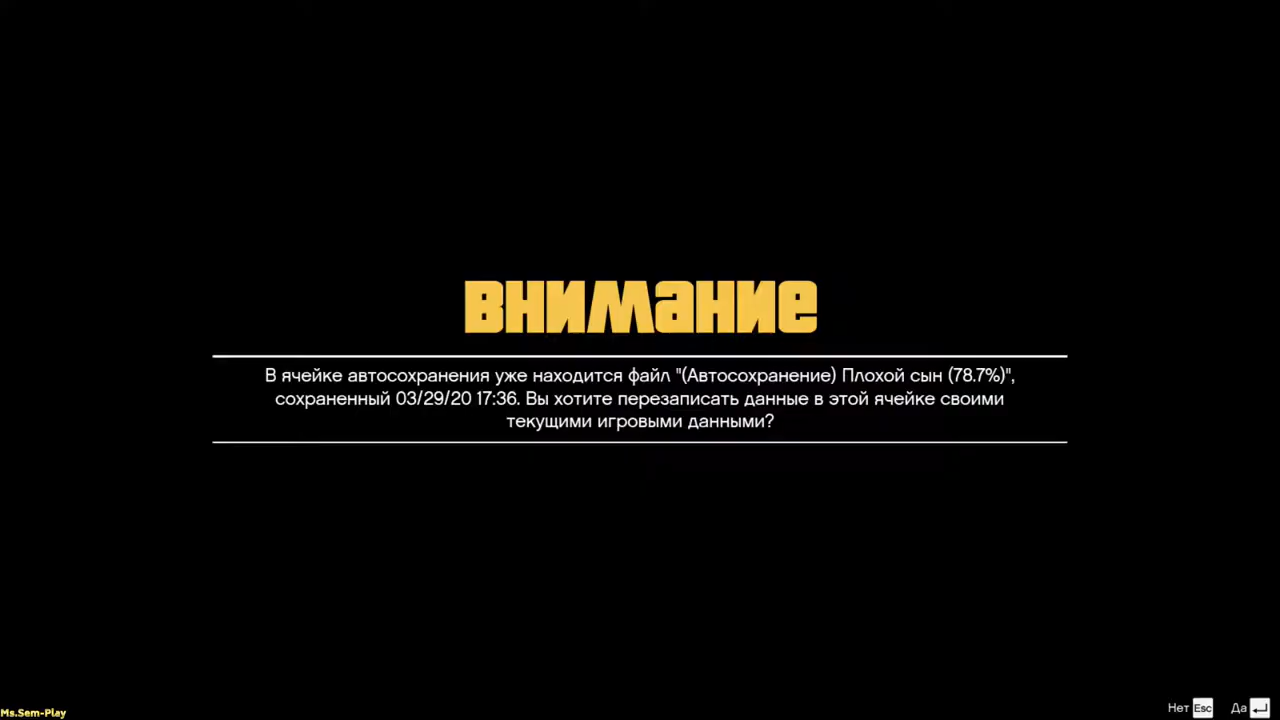 внимание
В ячейке автосохранения уже находится файл "(Автосохранение) Плохой сын (78.7%)",
сохраненный 03/29/20 17:36. Вы хотите перезаписать данные в этой ячейке своими
текущими игровыми данными?
Ms.Sem-Play
Нет Esc Да